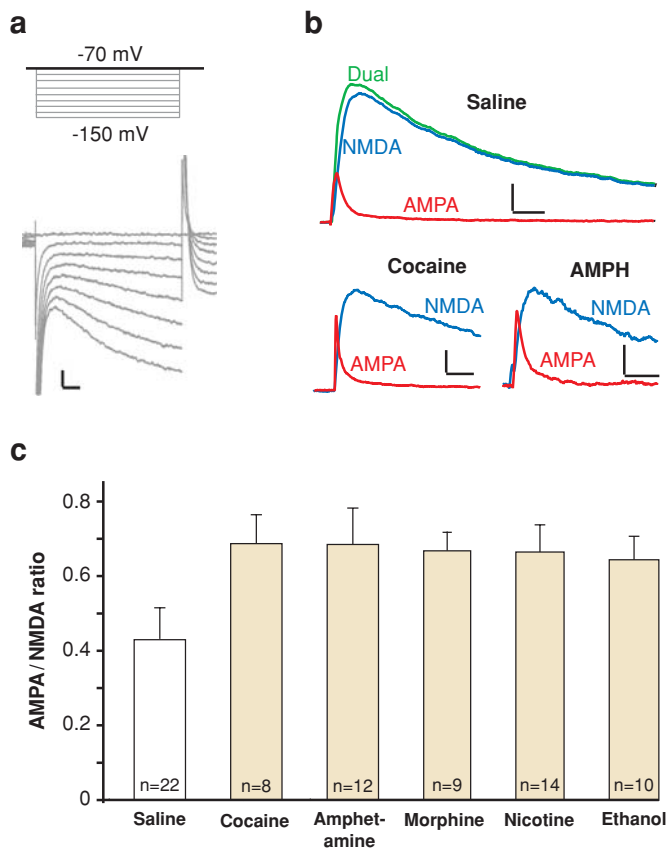 a
-70 mV
-150 mV
b
Dual
Saline
NMDA
AMPA
Cocaine
NMDA
AMPA
AMPH
NMDA
AMPA
c
AMPA/NMDA ratio
0.8
0.6
0.4
0.2
0
n=22
n=8
n=12
n=9
n=14
n=10
Saline
Cocaine
Amphet-
amine
Morphine
Nicotine
Ethanol